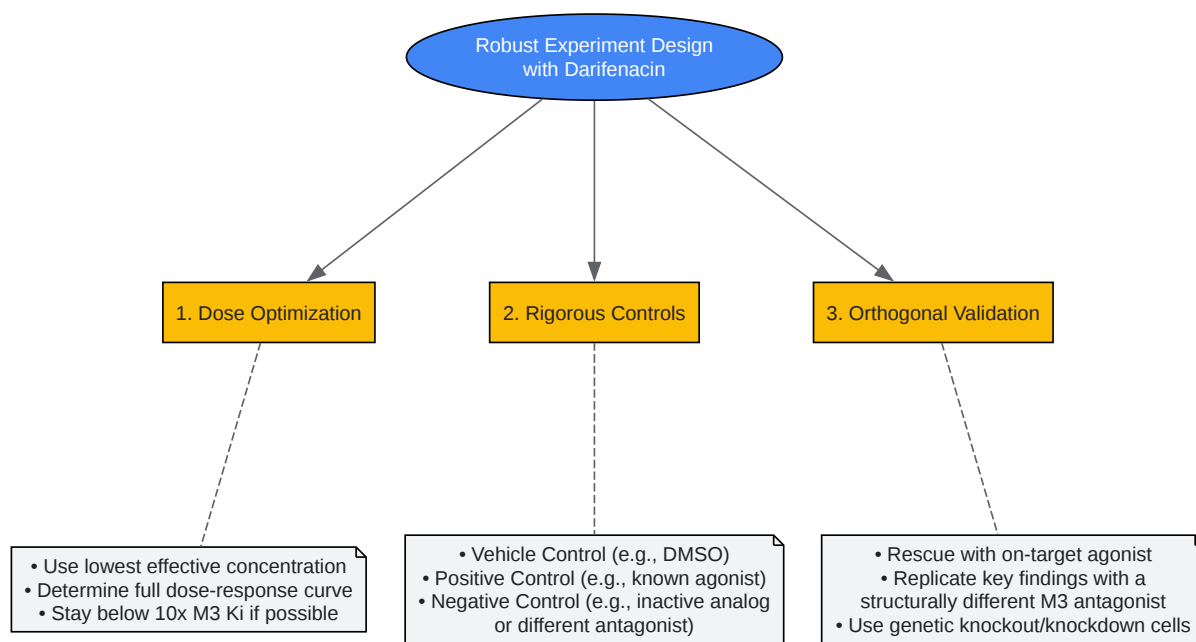 Robust Experiment Design
with Darifenacin
1. Dose Optimization
2. Rigorous Controls
3. Orthogonal Validation
• Use lowest effective concentration
• Determine full dose-response curve
• Stay below 10x M3 Ki if possible
• Vehicle Control (e.g., DMSO)
• Positive Control (e.g., known agonist)
• Negative Control (e.g., inactive analog
or different antagonist)
• Rescue with on-target agonist
• Replicate key findings with a
structurally different M3 antagonist
• Use genetic knockout/knockdown cells